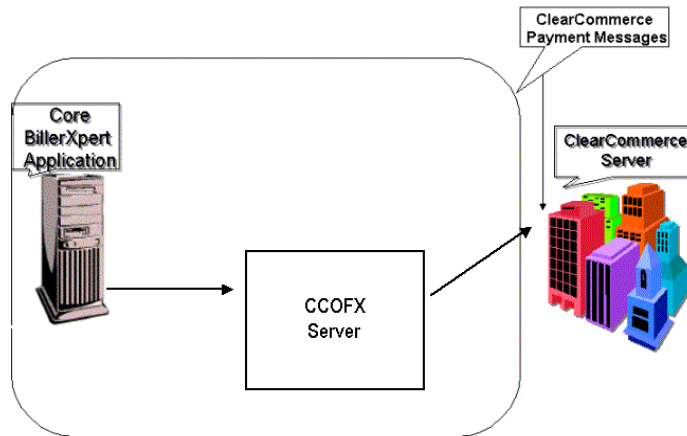 ClearCommerce
Payment Messages
Core
BillerXpert
Application
ClearCommerce
Server
CCOFX
Server